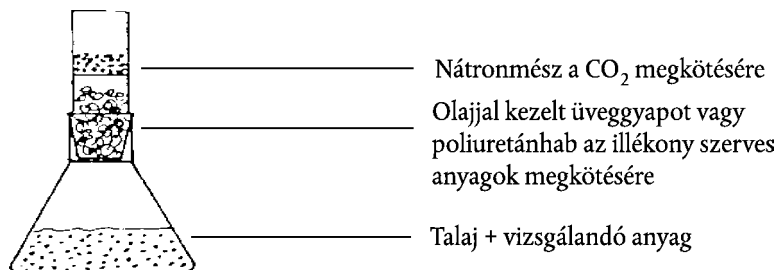 Nátronmész a CO₂ megkötésére
Olajjal kezelt üveggyapot vagy
poliuretánhab az illékony szerves
anyagok megkötésére
Talaj + vizsgálandó anyag